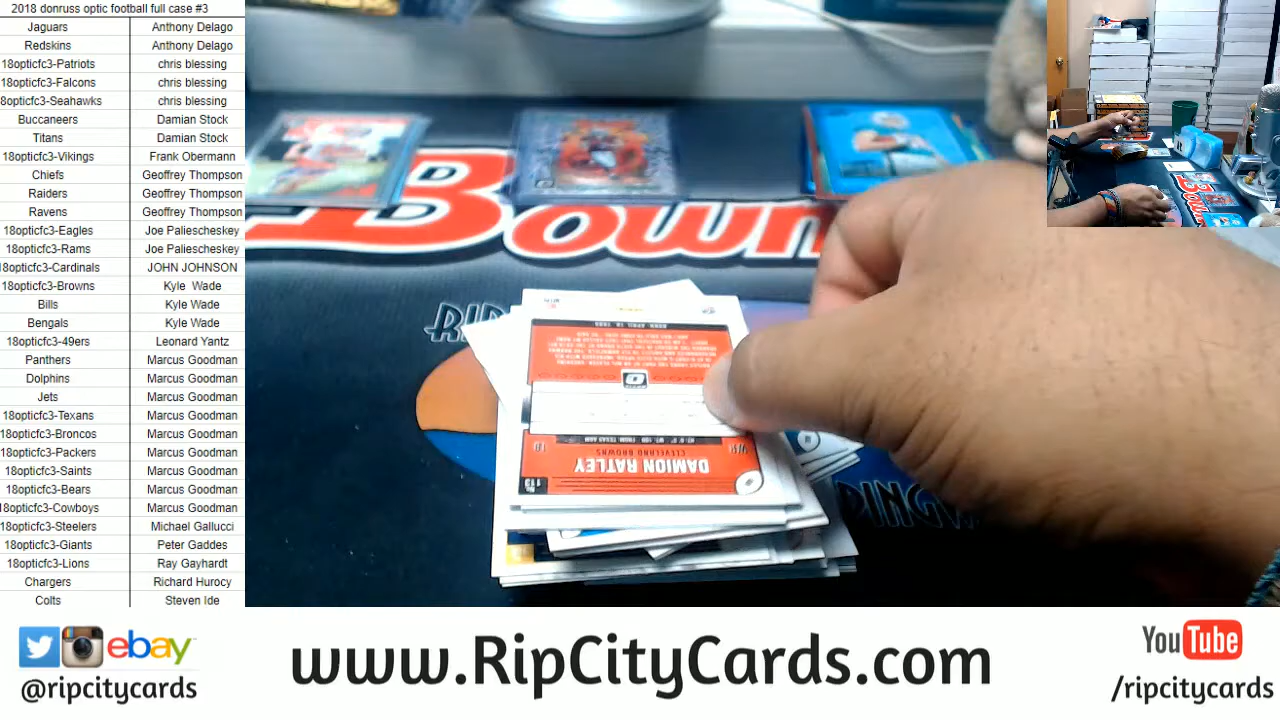 2018 donruss optic football full case #3
Jaguars Anthony Delago
Redskins Anthony Delago
18opticfc3-Patriots chris blessing
18opticfc3-Falcons chris blessing
8opticfc3-Seahawks chris blessing
Buccaneers Damian Stock
Titans Damian Stock
18opticfc3-Vikings Frank Obermann
Chiefs Geoffrey Thompson
Raiders Geoffrey Thompson
Ravens Geoffrey Thompson
18opticfc3-Eagles Joe Paliescheskey
18opticfc3-Rams Joe Paliescheskey
18opticfc3-Cardinals JOHN JOHNSON
18opticfc3-Browns Kyle Wade
Bills Kyle Wade
Bengals Kyle Wade
18opticfc3-49ers Leonard Yantz
Panthers Marcus Goodman
Dolphins Marcus Goodman
Jets Marcus Goodman
18opticfc3-Texans Marcus Goodman
18opticfc3-Broncos Marcus Goodman
18opticfc3-Packers Marcus Goodman
18opticfc3-Saints Marcus Goodman
18opticfc3-Bears Marcus Goodman
18opticfc3-Cowboys Marcus Goodman
18opticfc3-Steelers Michael Gallucci
18opticfc3-Giants Peter Gaddes
18opticfc3-Lions Ray Gayhardt
Chargers Richard Hurocy
Colts Steven Ide
Bown
DAMION RATLEY
CLEVELAND BROWNS
No. 113
ebay
@ripcitycards
www.RipCityCards.com
YouTube
/ripcitycards